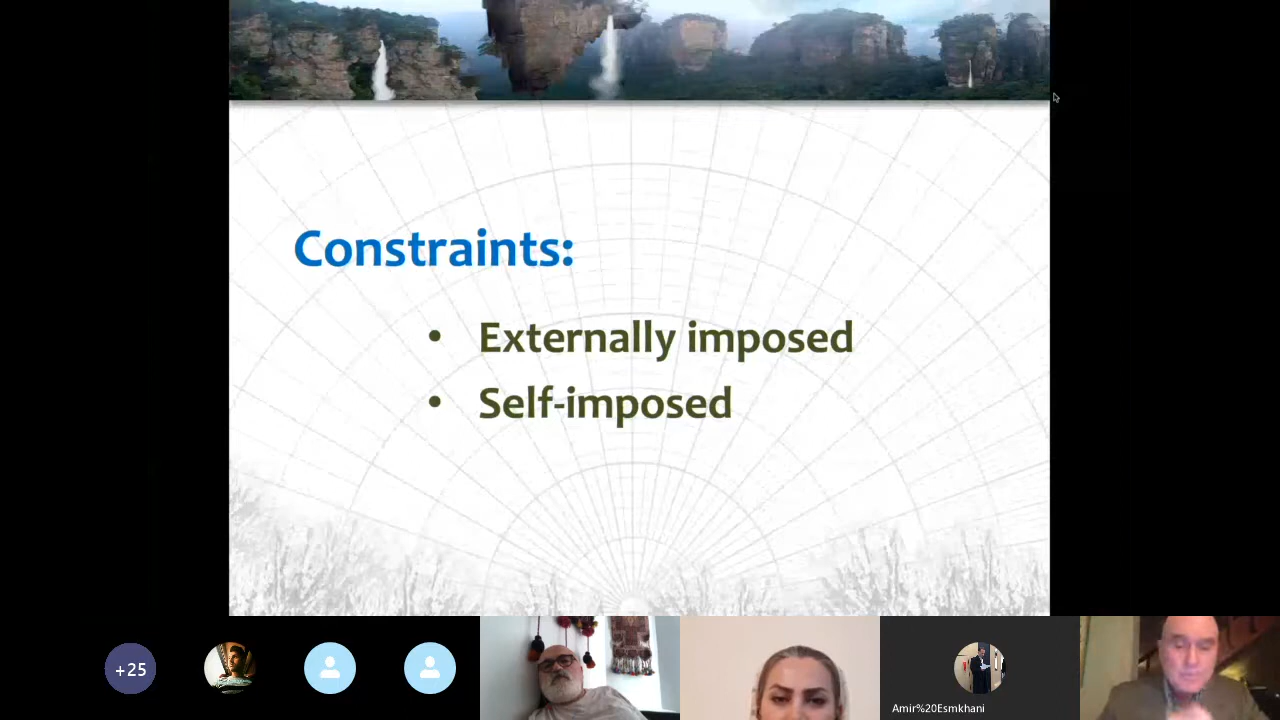 Constraints:
• Externally imposed
• Self-imposed
+25
Amir%20Esmkhani